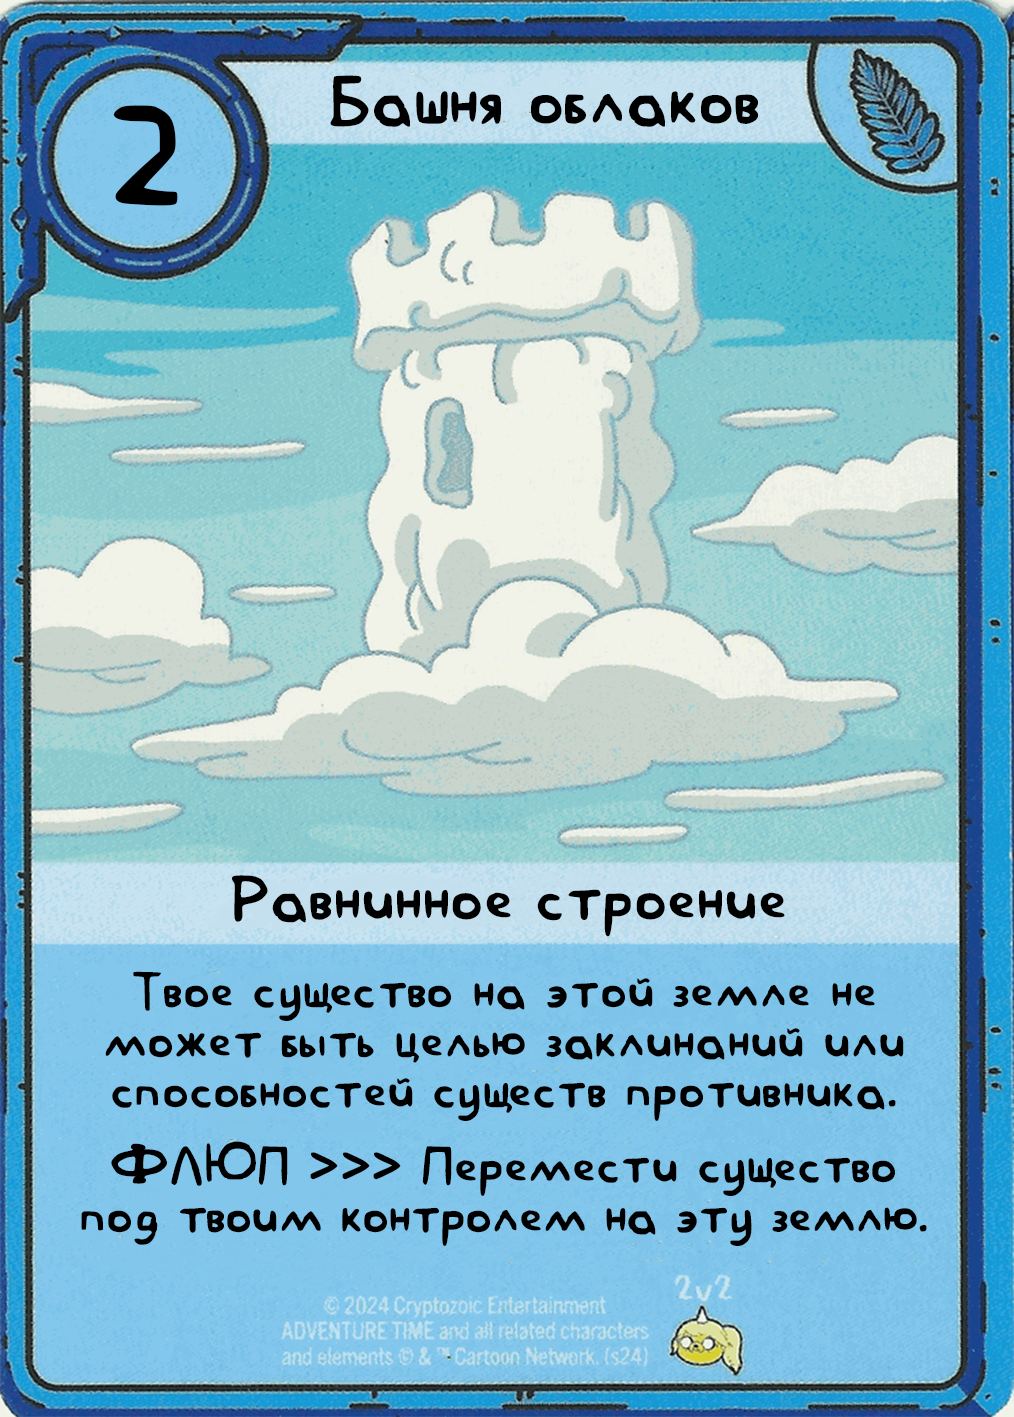 2
Башня облаков
Равнинное строение
Твое существо на этой земле не
может быть целью заклинаний или
способностей существ противника.
ФЛЮП >>> Перемести существо
под твоим контролем на эту землю.
2v2
© 2024 Cryptozoic Entertainment
ADVENTURE TIME and all related characters
and elements © & ™ Cartoon Network. (s24)